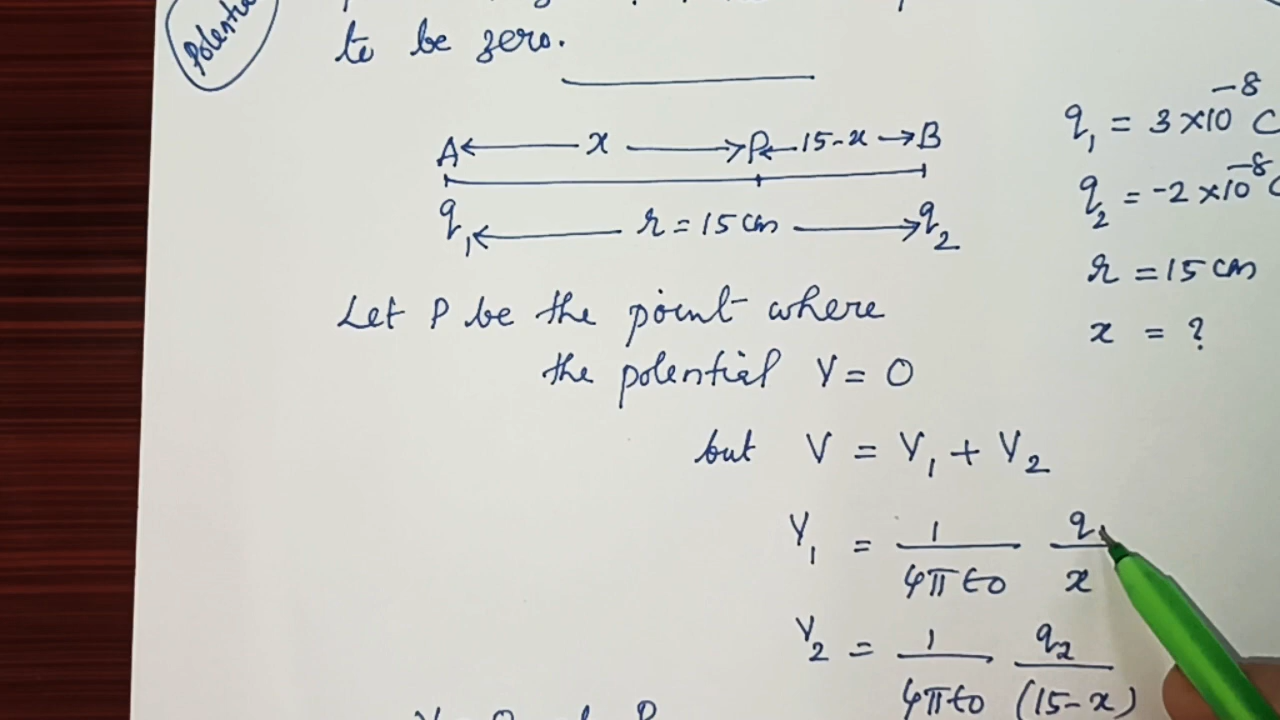 Potential
to be zero.
A ← x → P ← 15-x → B
q₁ ← r = 15 cm → q₂
q₁ = 3 × 10⁻⁸ C
q₂ = -2 × 10⁻⁸ C
r = 15 cm
x = ?
Let P be the point where
the potential V = 0
but V = V₁ + V₂
V₁ = 1/4πε0 q/x
V₂ = 1/4πε0 q₂/(15-x)